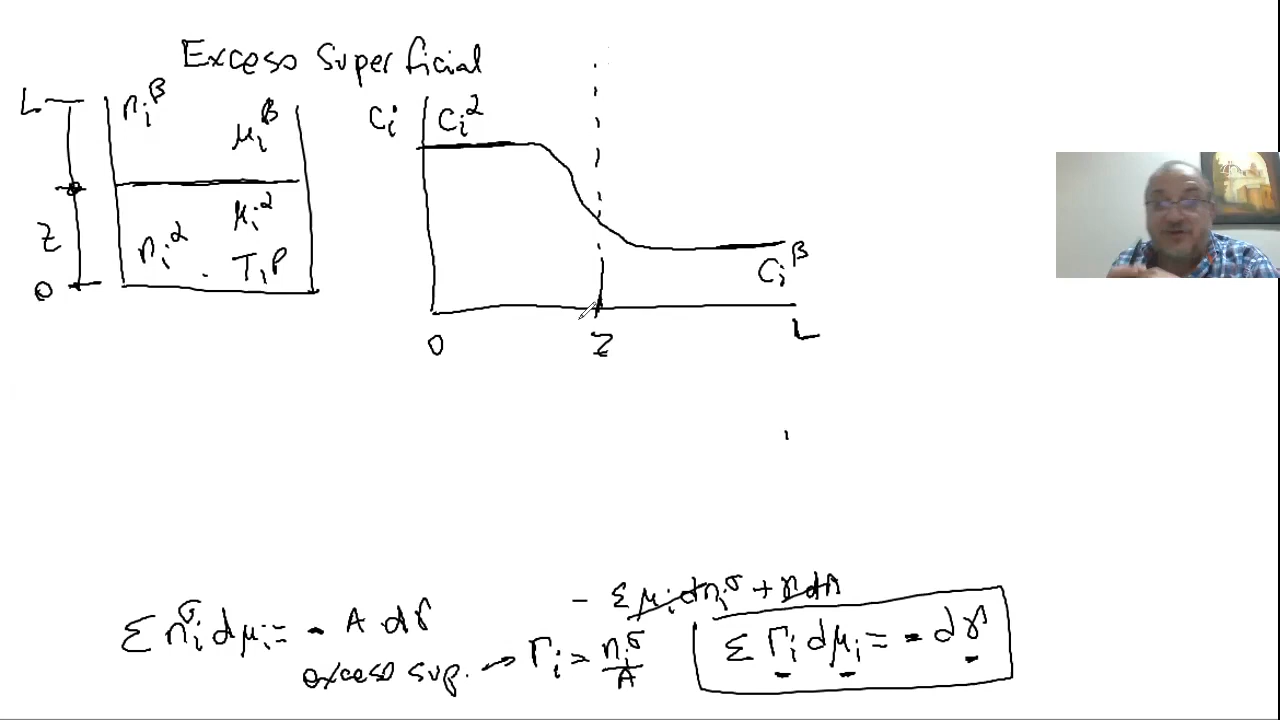 Exceso Superficial
L
n_i^β
μ_i^β
z
μ_i^α
n_i^α
T, P
0
C_i
C_i^α
C_i^β
0
z
L
- Σ μ_i dn_i^σ + γ dA
Σ n_i^σ dμ_i = - A dγ
exceso sup. → Γ_i = n_i^σ / A
Σ Γ_i dμ_i = - dγ